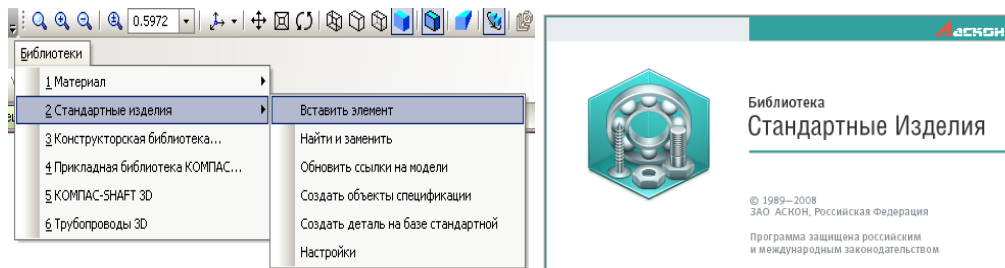 0.5972
Библиотеки
1 Материал
2 Стандартные изделия
3 Конструкторская библиотека...
4 Прикладная библиотека КОМПАС...
5 КОМПАС-SHAFT 3D
6 Трубопроводы 3D
Вставить элемент
Найти и заменить
Обновить ссылки на модели
Создать объекты спецификации
Создать деталь на базе стандартной
Настройки
АСКОН
Библиотека
Стандартные Изделия
© 1989—2008
ЗАО АСКОН, Российская Федерация
Программа защищена российским
и международным законодательством